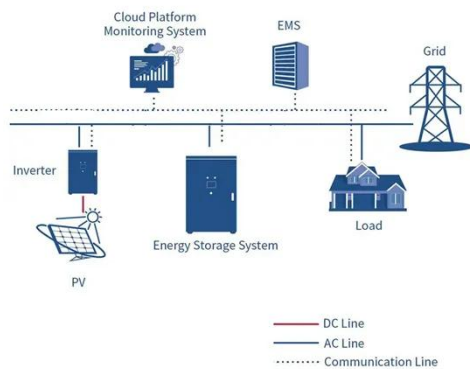 Cloud Platform
Monitoring System
EMS
Grid
Inverter
Energy Storage System
Load
PV
DC Line
AC Line
Communication Line